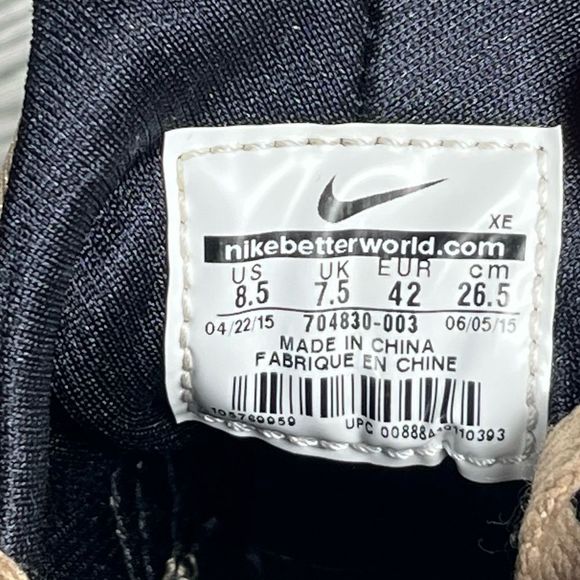 XE
nikebetterworld.com
US UK EUR cm
8.5 7.5 42 26.5
04/22/15 704830-003 06/05/15
MADE IN CHINA
FABRIQUE EN CHINE
UPC